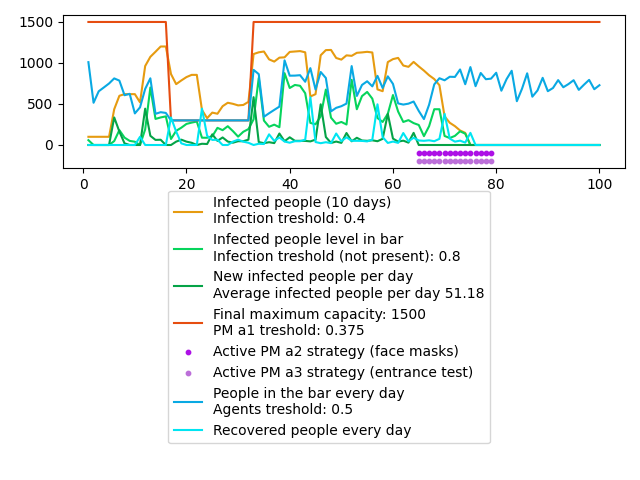 1500
1000
500
0
0
20
40
60
80
100
Infected people (10 days)
Infection treshold: 0.4
Infected people level in bar
Infection treshold (not present): 0.8
New infected people per day
Average infected people per day 51.18
Final maximum capacity: 1500
PM a1 treshold: 0.375
Active PM a2 strategy (face masks)
Active PM a3 strategy (entrance test)
People in the bar every day
Agents treshold: 0.5
Recovered people every day